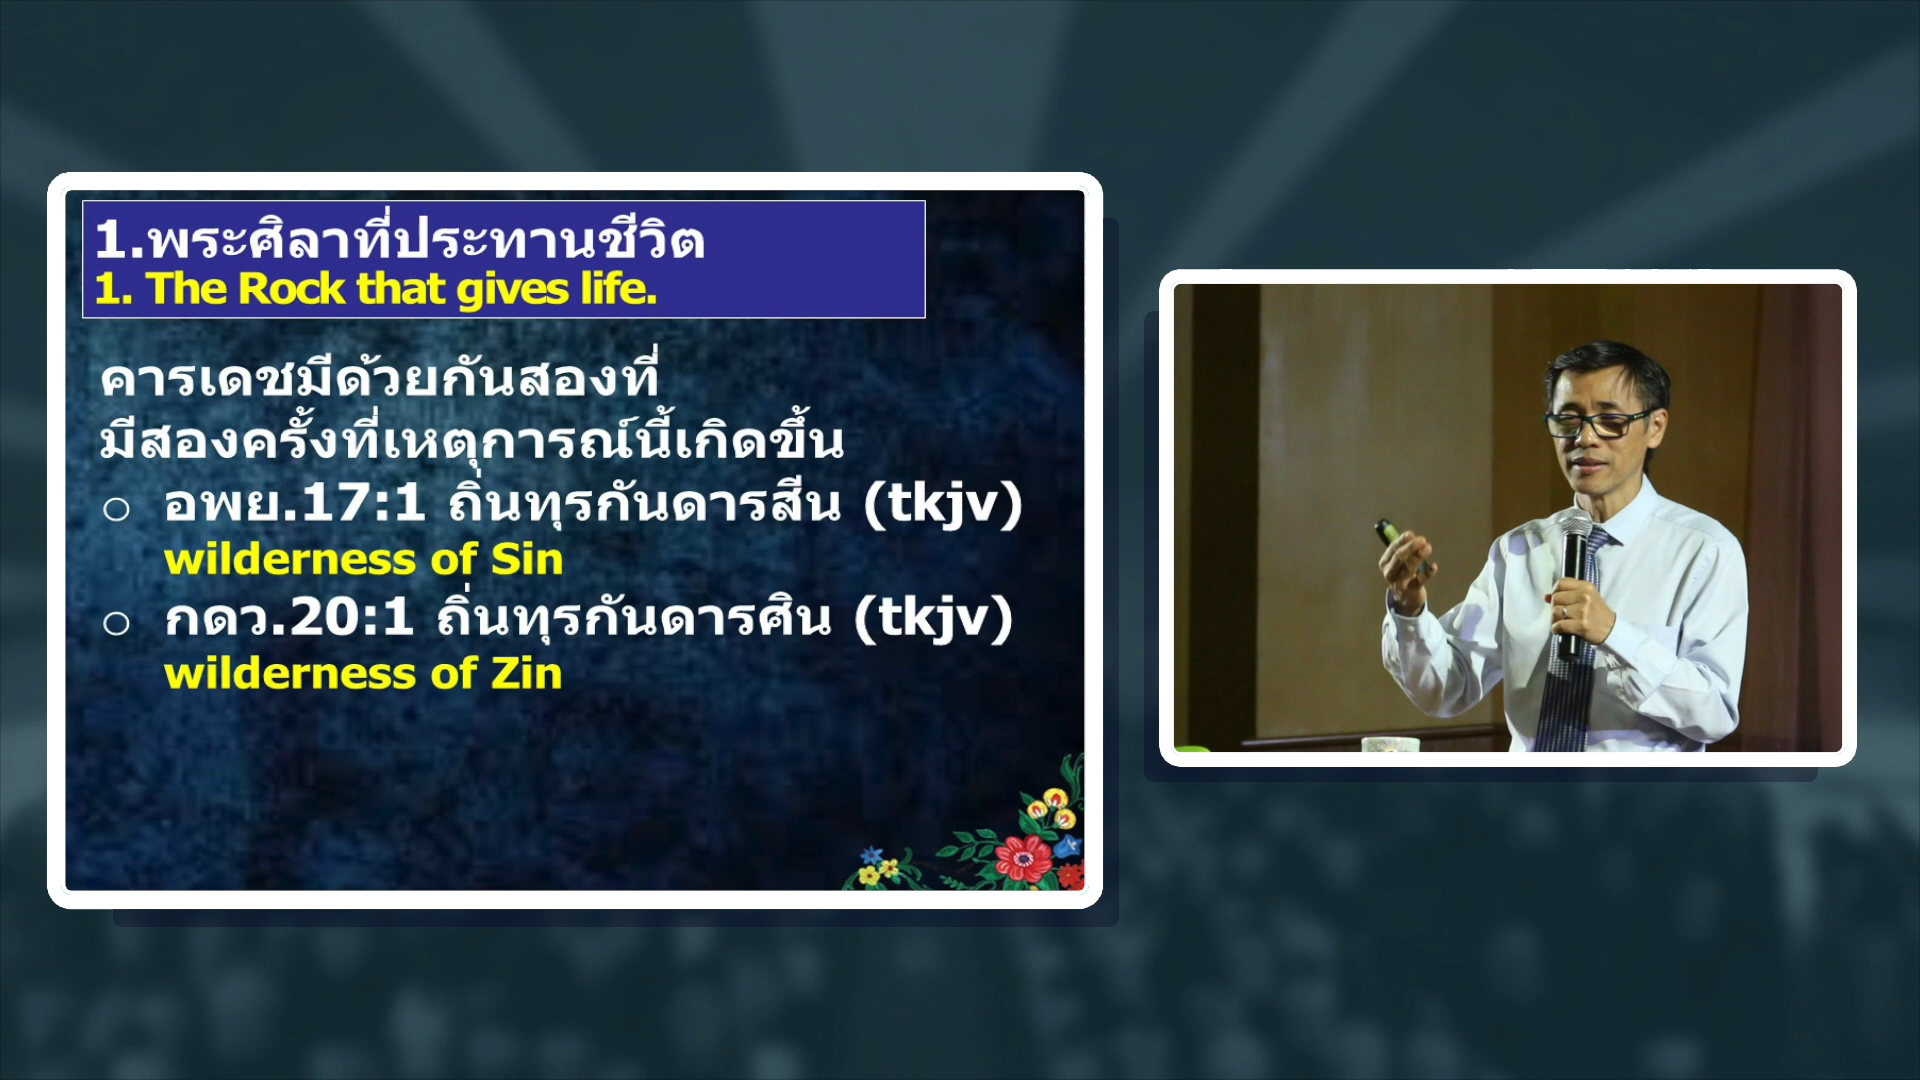 1.พระศิลาที่ประทานชีวิต
1. The Rock that gives life.
คารเดชมีด้วยกันสองที่
มีสองครั้งที่เหตุการณ์นี้เกิดขึ้น
o อพย.17:1 ถิ่นทุรกันดารสีน (tkjv)
wilderness of Sin
o กดว.20:1 ถิ่นทุรกันดารศิน (tkjv)
wilderness of Zin